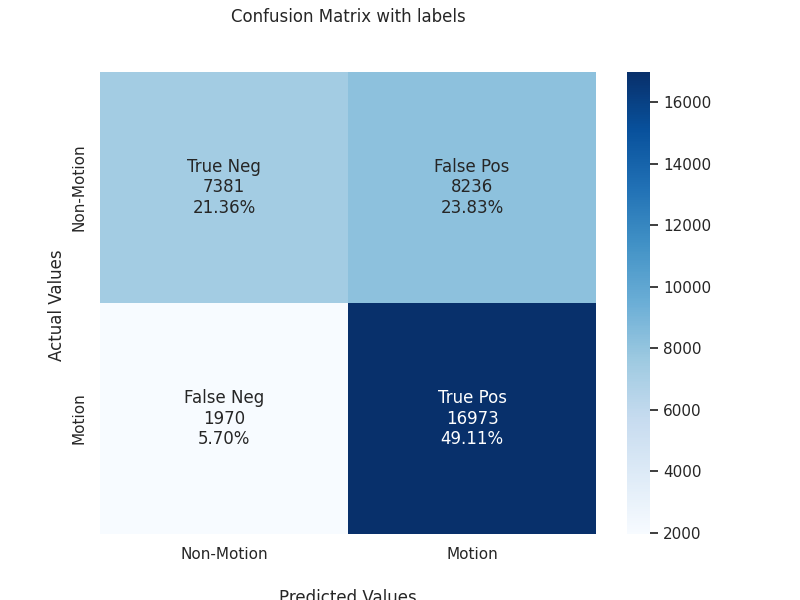 Confusion Matrix with labels
Actual Values
Non-Motion
Motion
True Neg
7381
21.36%
False Pos
8236
23.83%
False Neg
1970
5.70%
True Pos
16973
49.11%
Non-Motion
Motion
Predicted Values
16000
14000
12000
10000
8000
6000
4000
2000